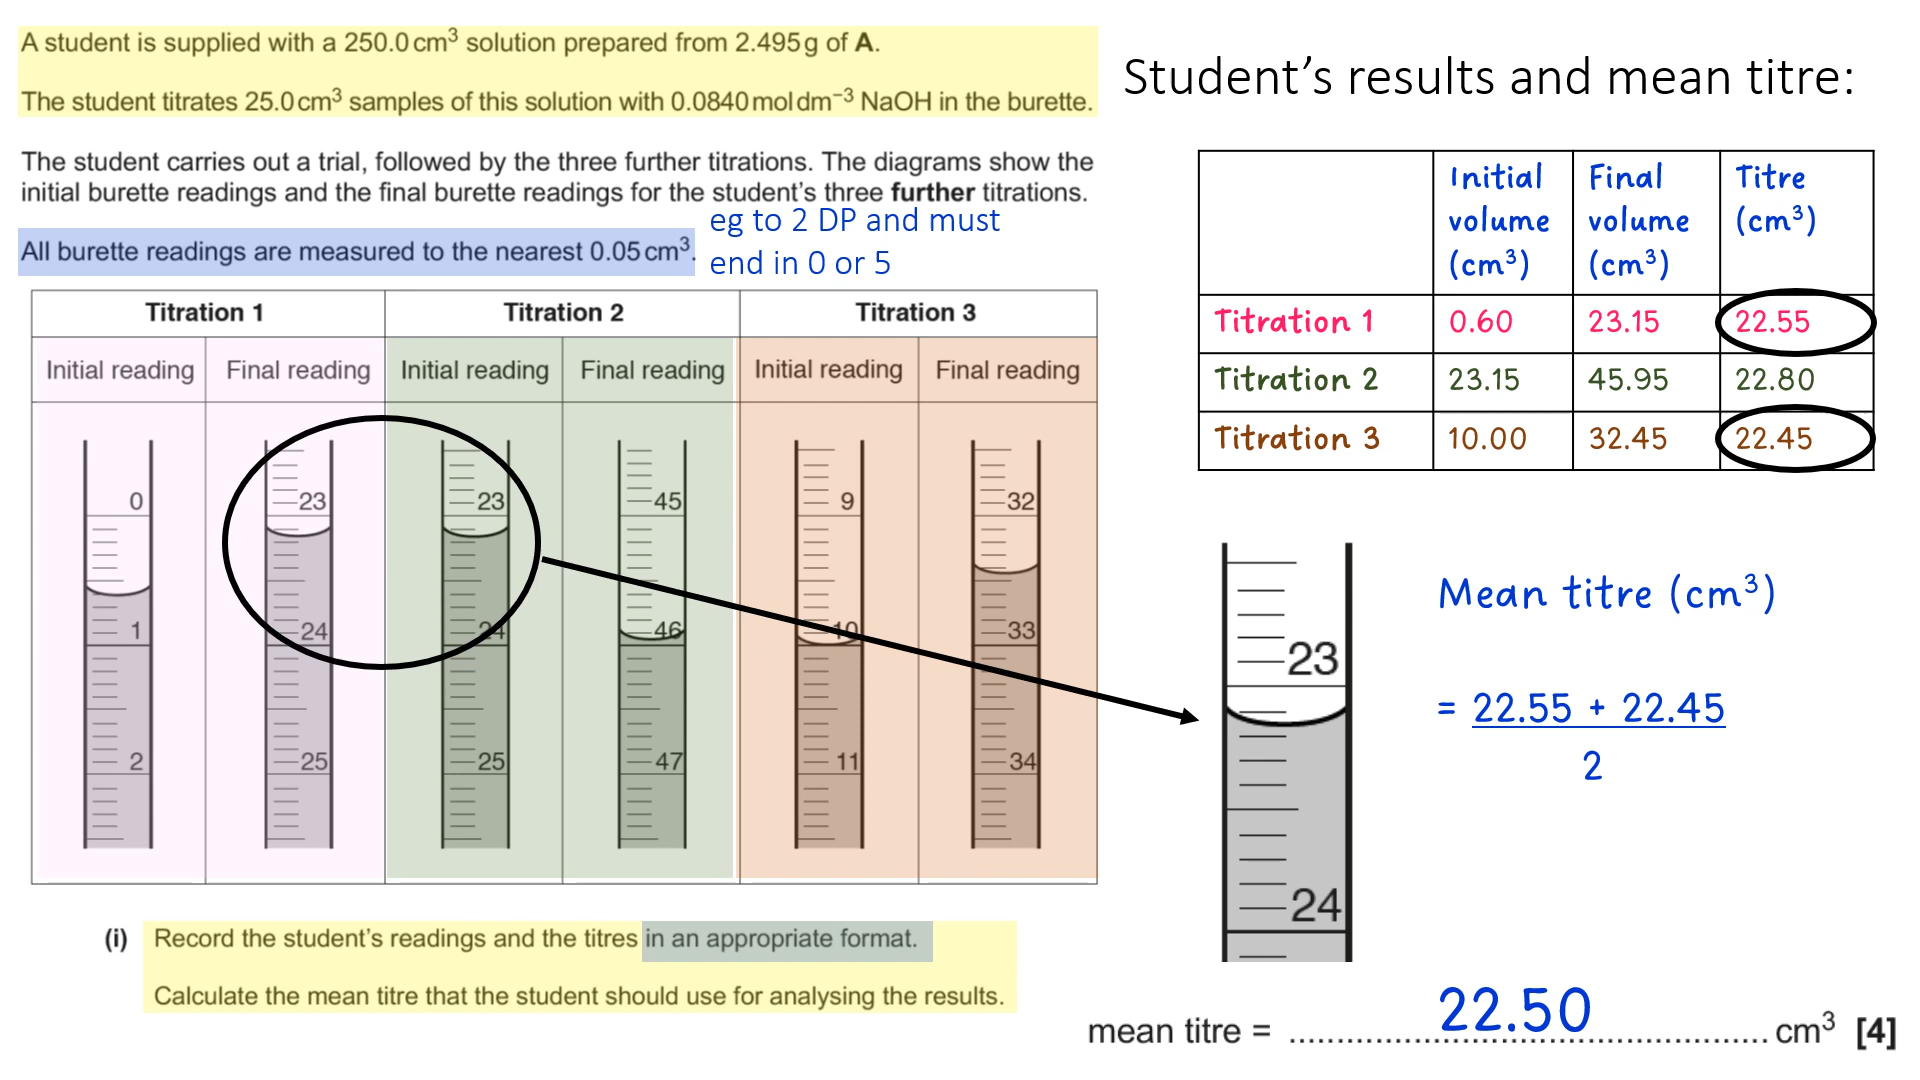 A student is supplied with a 250.0 cm³ solution prepared from 2.495 g of A.
The student titrates 25.0 cm³ samples of this solution with 0.0840 mol dm⁻³ NaOH in the burette.
The student carries out a trial, followed by the three further titrations. The diagrams show the
initial burette readings and the final burette readings for the student's three further titrations.
All burette readings are measured to the nearest 0.05 cm³.
eg to 2 DP and must
end in 0 or 5
Titration 1 Titration 2 Titration 3
Initial reading Final reading Initial reading Final reading Initial reading Final reading
0 23 23 45 9 32
1 24 24 46 10 33
2 25 25 47 11 34
(i) Record the student's readings and the titres in an appropriate format.
Calculate the mean titre that the student should use for analysing the results.
Student's results and mean titre:
Initial volume (cm³) Final volume (cm³) Titre (cm³)
Titration 1 0.60 23.15 22.55
Titration 2 23.15 45.95 22.80
Titration 3 10.00 32.45 22.45
23
24
Mean titre (cm³)
= 22.55 + 22.45
2
mean titre = 22.50 cm³ [4]